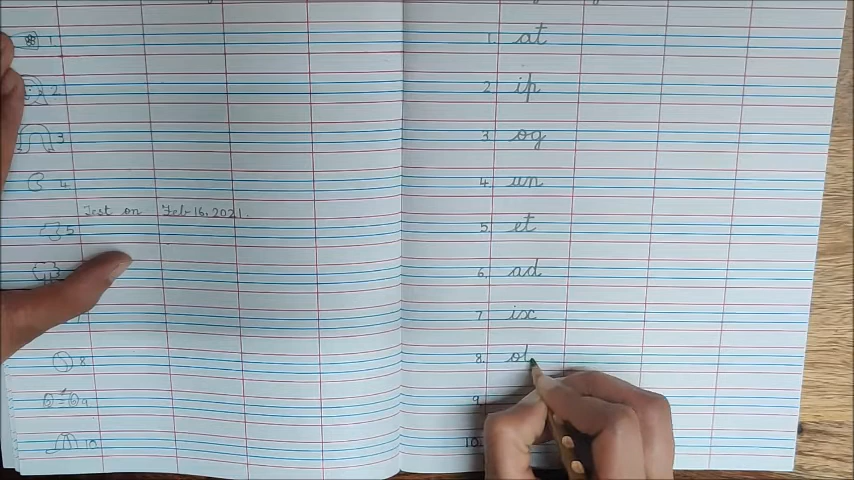 1
2
3
4
Test on Feb 16, 2021.
5
8
9
10
1. at
2 ip
3 og
4 un
5 et
6. ad
7 isc
8. ol
9
10